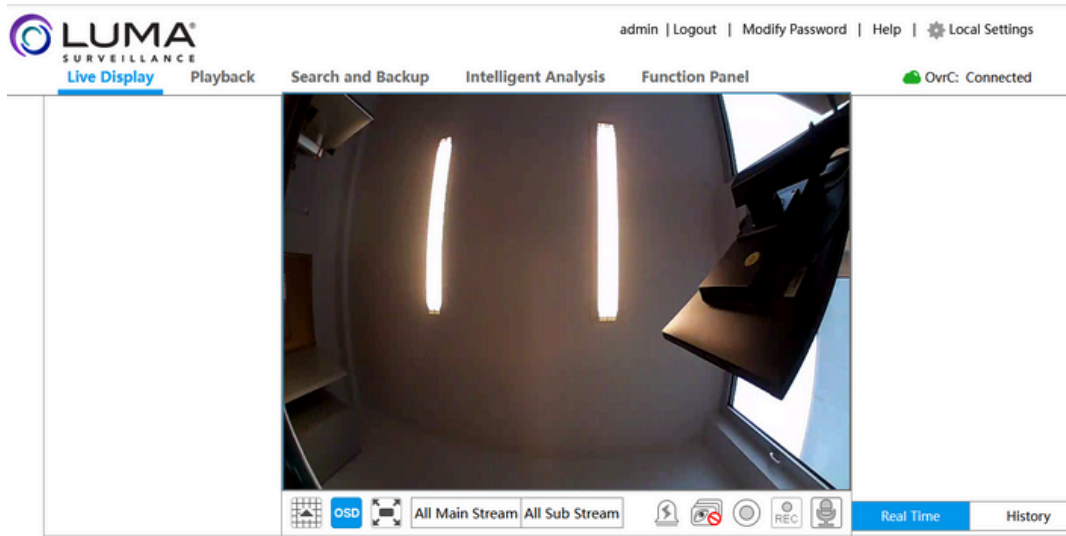 LUMA®
SURVEILLANCE
admin | Logout | Modify Password | Help | Local Settings
Live Display Playback Search and Backup Intelligent Analysis Function Panel OvrC: Connected
OSD All Main Stream All Sub Stream REC Real Time History